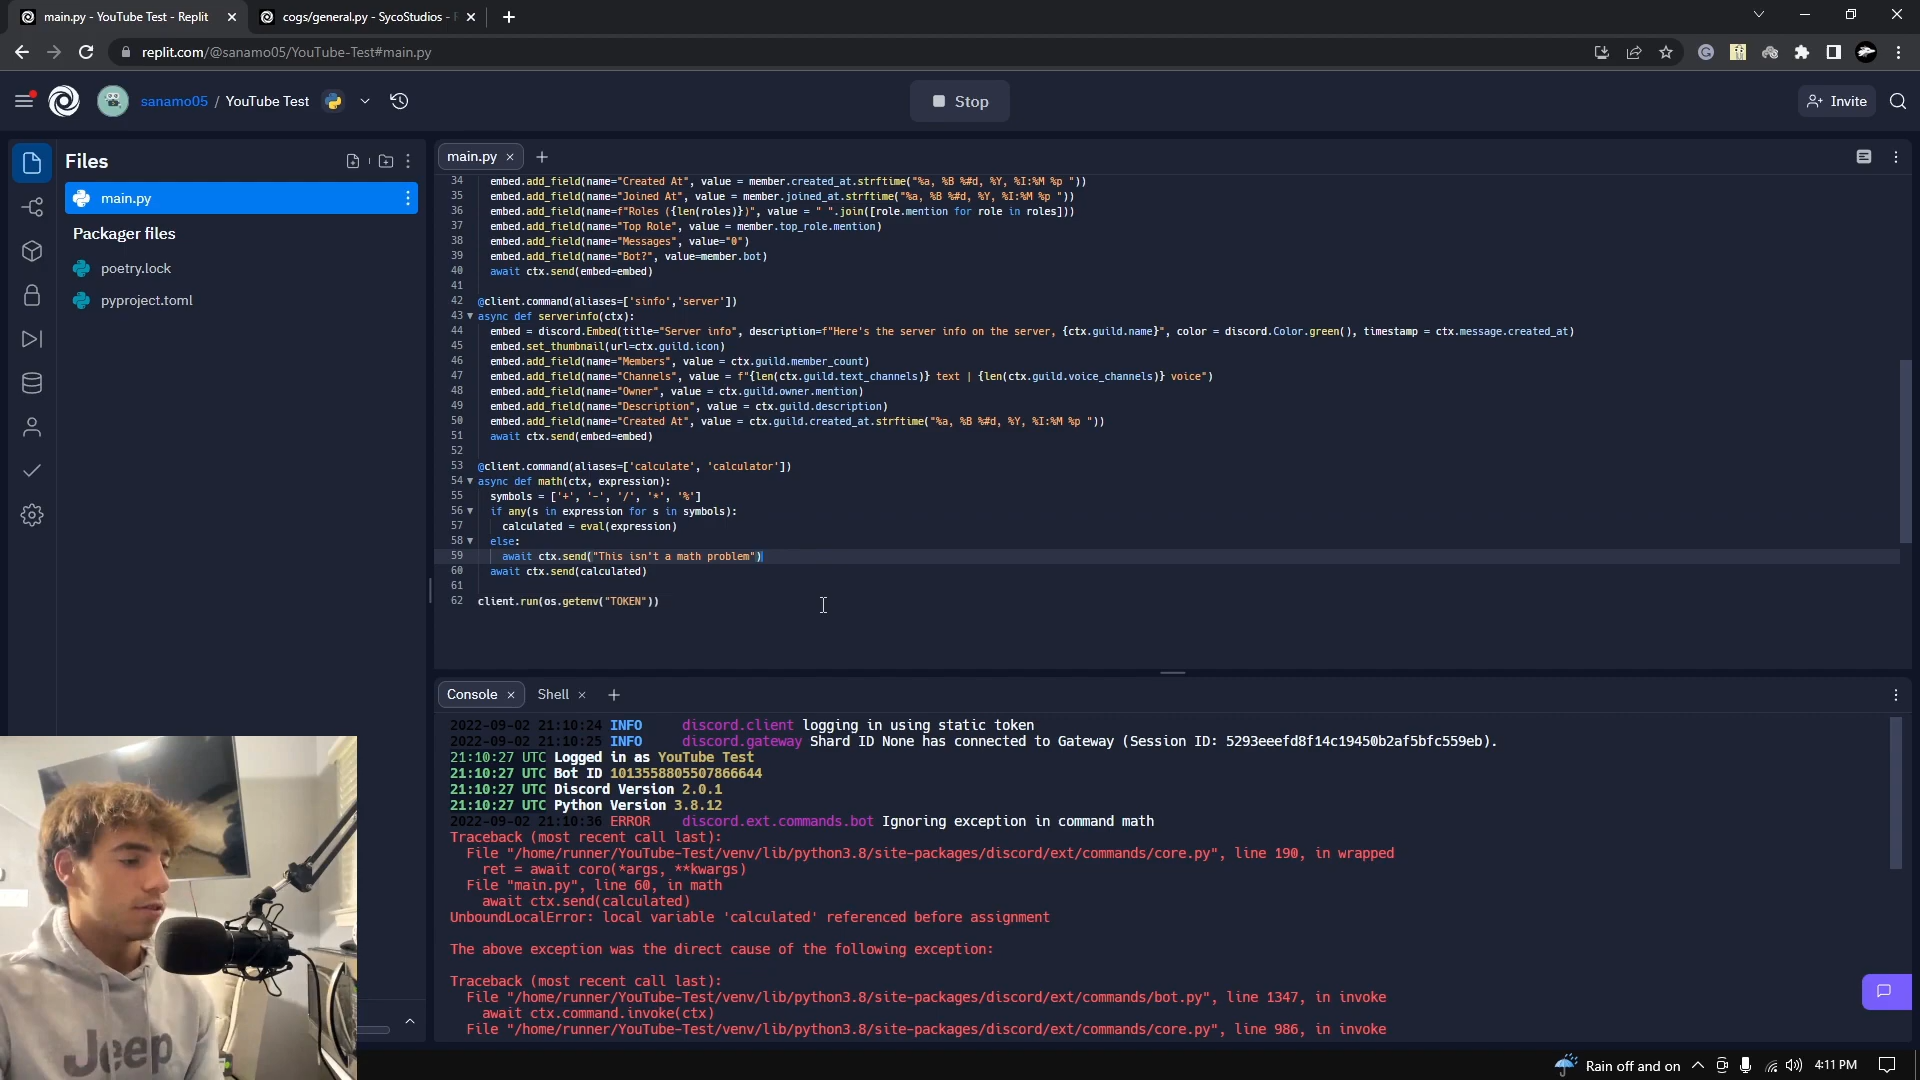 main.py - YouTube Test - Replit
cogs/general.py - SycoStudios -
replit.com/@sanamo05/YouTube-Test#main.py
sanamo05 / YouTube Test
Stop
Invite
Files
main.py
Packager files
poetry.lock
pyproject.toml
main.py
34 embed.add_field(name="Created At", value = member.created_at.strftime("%a, %B %#d, %Y, %I:%M %p "))
35 embed.add_field(name="Joined At", value = member.joined_at.strftime("%a, %B %#d, %Y, %I:%M %p "))
36 embed.add_field(name=f"Roles ({len(roles)})", value = " ".join([role.mention for role in roles]))
37 embed.add_field(name="Top Role", value = member.top_role.mention)
38 embed.add_field(name="Messages", value="0")
39 embed.add_field(name="Bot?", value=member.bot)
40 await ctx.send(embed=embed)
41
42 @client.command(aliases=['sinfo','server'])
43 async def serverinfo(ctx):
44 embed = discord.Embed(title="Server info", description=f"Here's the server info on the server, {ctx.guild.name}", color = discord.Color.green(), timestamp = ctx.message.created_at)
45 embed.set_thumbnail(url=ctx.guild.icon)
46 embed.add_field(name="Members", value = ctx.guild.member_count)
47 embed.add_field(name="Channels", value = f"{len(ctx.guild.text_channels)} text | {len(ctx.guild.voice_channels)} voice")
48 embed.add_field(name="Owner", value = ctx.guild.owner.mention)
49 embed.add_field(name="Description", value = ctx.guild.description)
50 embed.add_field(name="Created At", value = ctx.guild.created_at.strftime("%a, %B %#d, %Y, %I:%M %p "))
51 await ctx.send(embed=embed)
52
53 @client.command(aliases=['calculate', 'calculator'])
54 async def math(ctx, expression):
55 symbols = ['+', '-', '/', '*', '%']
56 if any(s in expression for s in symbols):
57 calculated = eval(expression)
58 else:
59 await ctx.send("This isn't a math problem")
60 await ctx.send(calculated)
61
62 client.run(os.getenv("TOKEN"))
Console Shell
2022-09-02 21:10:24 INFO discord.client logging in using static token
2022-09-02 21:10:25 INFO discord.gateway Shard ID None has connected to Gateway (Session ID: 5293eeefd8f14c19450b2af5bfc559eb).
21:10:27 UTC Logged in as YouTube Test
21:10:27 UTC Bot ID 1013558805507866644
21:10:27 UTC Discord Version 2.0.1
21:10:27 UTC Python Version 3.8.12
2022-09-02 21:10:36 ERROR discord.ext.commands.bot Ignoring exception in command math
Traceback (most recent call last):
File "/home/runner/YouTube-Test/venv/lib/python3.8/site-packages/discord/ext/commands/core.py", line 190, in wrapped
ret = await coro(*args, **kwargs)
File "main.py", line 60, in math
await ctx.send(calculated)
UnboundLocalError: local variable 'calculated' referenced before assignment
The above exception was the direct cause of the following exception:
Traceback (most recent call last):
File "/home/runner/YouTube-Test/venv/lib/python3.8/site-packages/discord/ext/commands/bot.py", line 1347, in invoke
await ctx.command.invoke(ctx)
File "/home/runner/YouTube-Test/venv/lib/python3.8/site-packages/discord/ext/commands/core.py", line 986, in invoke
Jeep
Rain off and on
4:11 PM